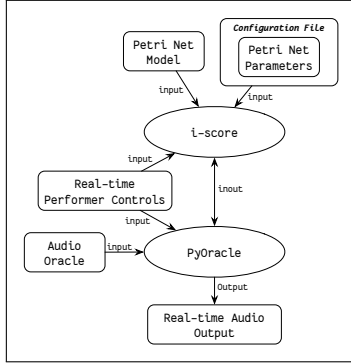 Configuration File
Petri Net
Model
Petri Net
Parameters
input
input
i-score
input
Real-time
Performer Controls
inout
input
Audio
Oracle
input
PyOracle
Output
Real-time Audio
Output